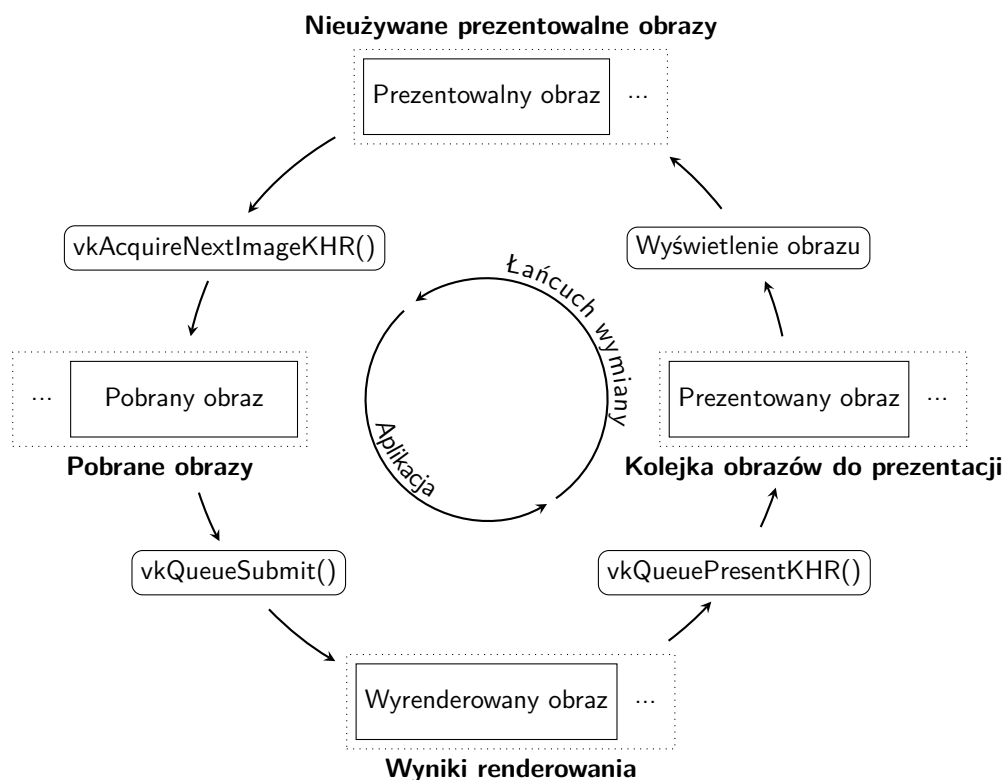 Nieużywane prezentowalne obrazy
Prezentowalny obraz ...
vkAcquireNextImageKHR()
Wyświetlenie obrazu
Łańcuch wymiany
... Pobrany obraz
Prezentowany obraz ...
Pobrane obrazy
Aplikacja
Kolejka obrazów do prezentacji
vkQueueSubmit()
vkQueuePresentKHR()
Wyrenderowany obraz ...
Wyniki renderowania